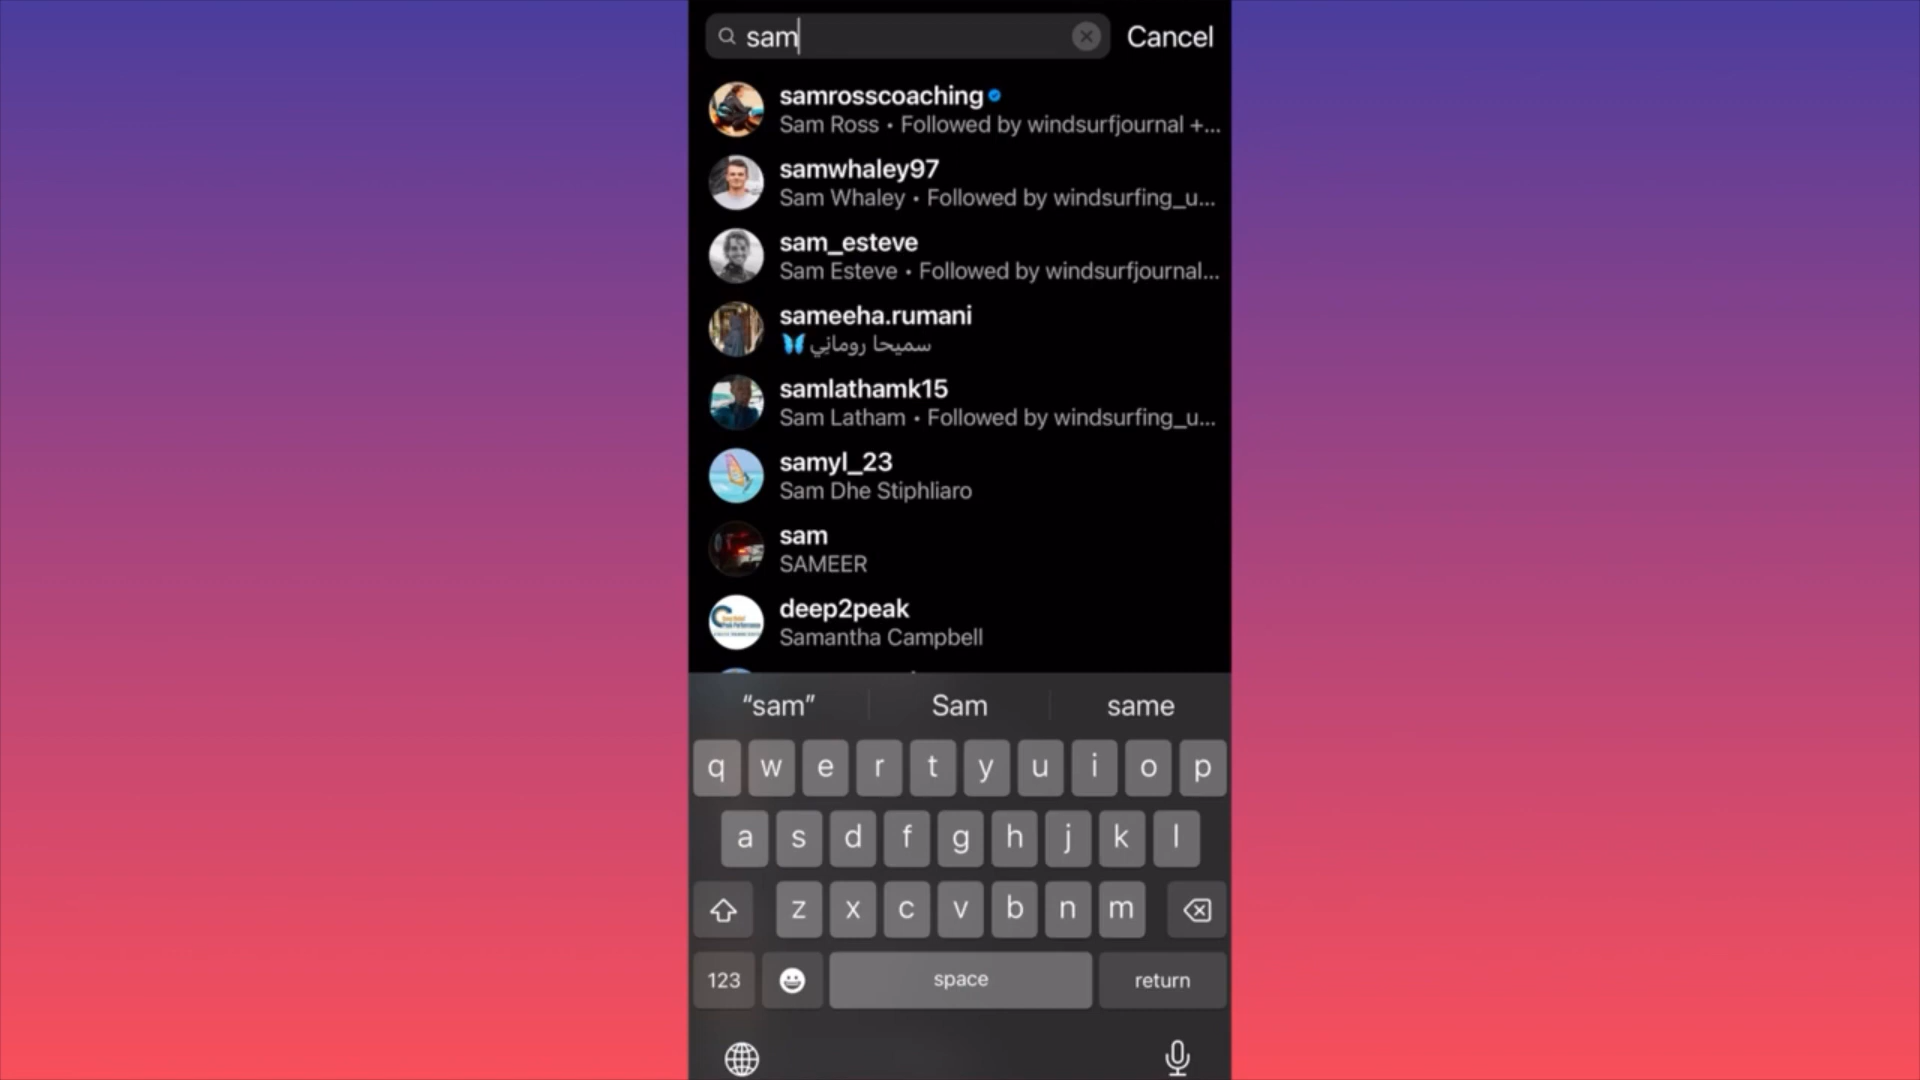 sam
Cancel
samrosscoaching
Sam Ross • Followed by windsurfjournal +...
samwhaley97
Sam Whaley • Followed by windsurfing_u...
sam_esteve
Sam Esteve • Followed by windsurfjournal...
sameeha.rumani
🦋 سميحا رومانِي
samlathamk15
Sam Latham • Followed by windsurfing_u...
samyl_23
Sam Dhe Stiphliaro
sam
SAMEER
deep2peak
Samantha Campbell
“sam” Sam same
q w e r t y u i o p
a s d f g h j k l
z x c v b n m
123 space return